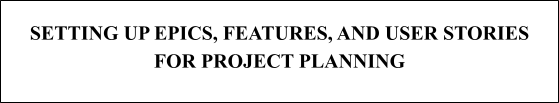 SETTING UP EPICS, FEATURES, AND USER STORIES
FOR PROJECT PLANNING